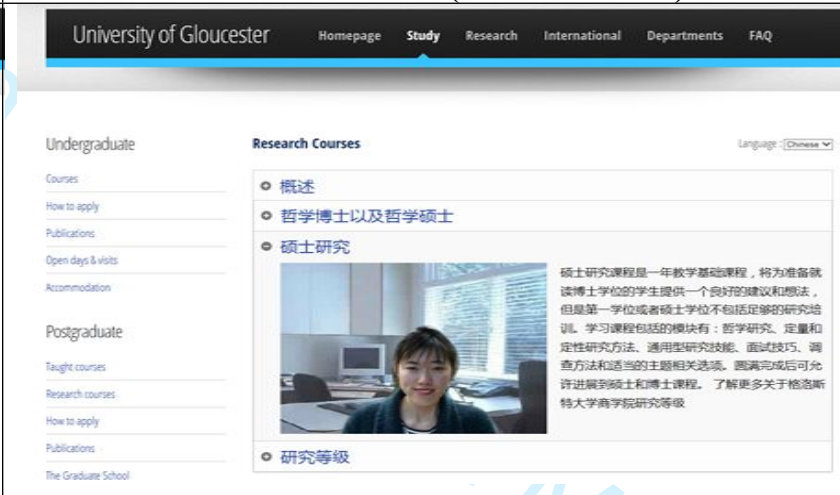 University of Gloucester
Homepage Study Research International Departments FAQ
Undergraduate
Courses
How to apply
Publications
Open days & visits
Accommodation
Postgraduate
Taught courses
Research courses
How to apply
Publications
The Graduate School
Research Courses
Language : Chinese
概述
哲学博士以及哲学硕士
硕士研究
硕士研究课程是一年教学基础课程，将为准备就
读博士学位的学生提供一个良好的建议和想法，
但是第一学位或者硕士学位不包括足够的研究培
训。学习课程包括的模块有：哲学研究、定量和
定性研究方法、通用型研究技能、面试技巧、调
查方法和适当的主题相关选项。圆满完成后可允
许进展到硕士和博士课程。 了解更多关于格洛斯
特大学商学院研究等级
研究等级